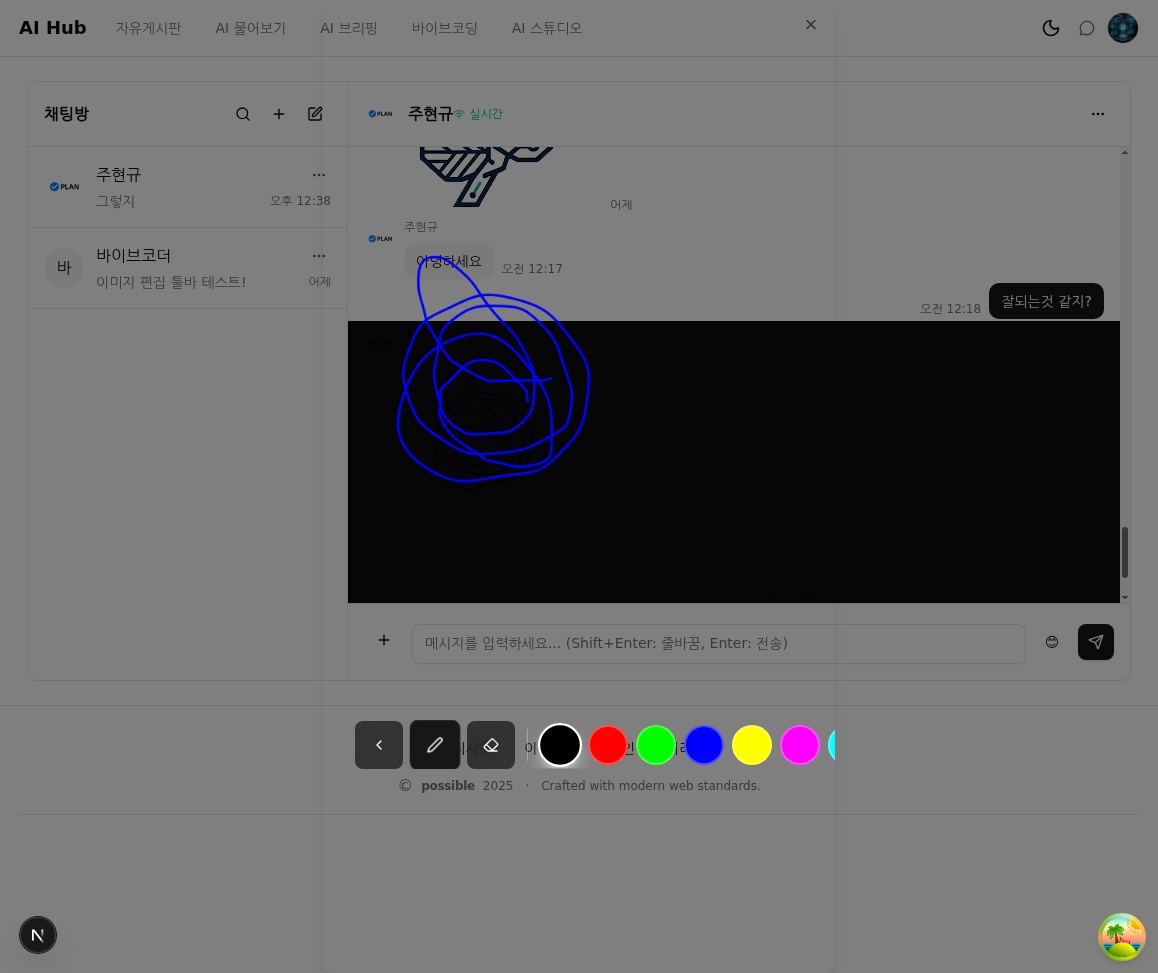 AI Hub 자유게시판 AI 물어보기 AI 브리핑 바이브코딩 AI 스튜디오
채팅방
PLAN 주현규 실시간
PLAN 주현규
그렇지 오후 12:38
바 바이브코더
이미지 편집 툴바 테스트! 어제
어제
주현규
PLAN
오전 12:17
오전 12:18 잘되는것 같지?
메시지를 입력하세요... (Shift+Enter: 줄바꿈, Enter: 전송)
© possible 2025 · Crafted with modern web standards.
N